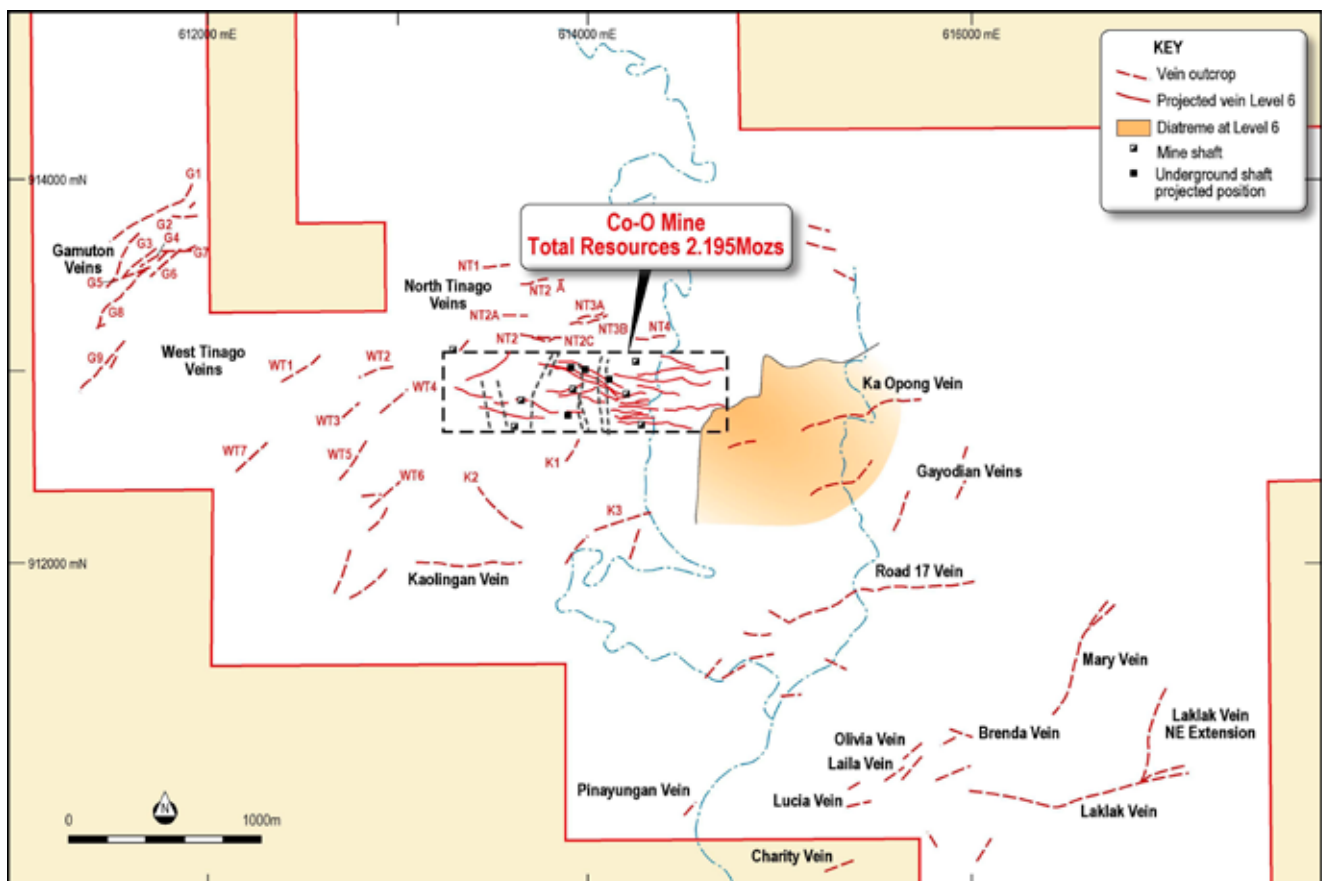 612000 mE
614000 mE
616000 mE
KEY
Vein outcrop
Projected vein Level 6
Diatreme at Level 6
Mine shaft
Underground shaft
projected position
914000 mN
G1
G2
G3
G4
G7
Gamuton
Veins
G5
G6
G8
G9
Co-O Mine
Total Resources 2.195Mozs
NT1
North Tinago
Veins
NT2 Ā
NT2A
NT3A
NT3B
NT4
NT2
NT2C
West Tinago
Veins
WT1
WT2
WT4
WT3
WT5
WT7
WT6
K1
K2
K3
Ka Opong Vein
Gayodian Veins
912000 mN
Kaolingan Vein
Road 17 Vein
Mary Vein
Laklak Vein
NE Extension
Olivia Vein
Brenda Vein
Laila Vein
Pinayungan Vein
Lucia Vein
Laklak Vein
N
0
1000m
Charity Vein